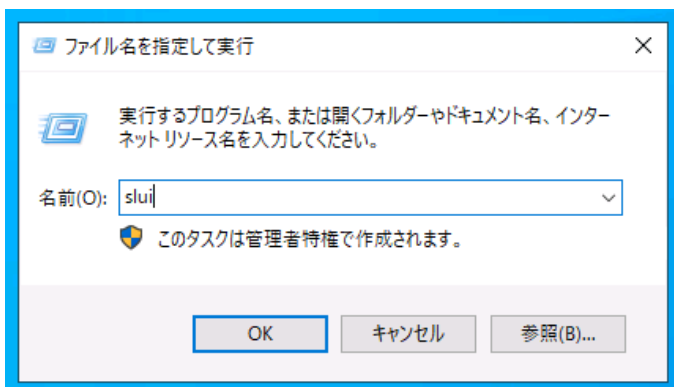 ファイル名を指定して実行
実行するプログラム名、または開くフォルダーやドキュメント名、インター
ネット リソース名を入力してください。
名前(O): slui
このタスクは管理者特権で作成されます。
OK キャンセル 参照(B)...